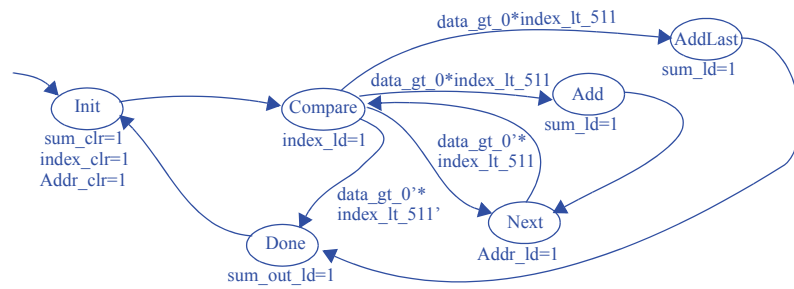 data_gt_0*index_lt_511
AddLast
sum_ld=1
data_gt_0*index_lt_511
Add
sum_ld=1
Init
sum_clr=1
index_clr=1
Addr_clr=1
Compare
index_ld=1
data_gt_0’*
index_lt_511
data_gt_0’*
index_lt_511’
Next
Addr_ld=1
Done
sum_out_ld=1